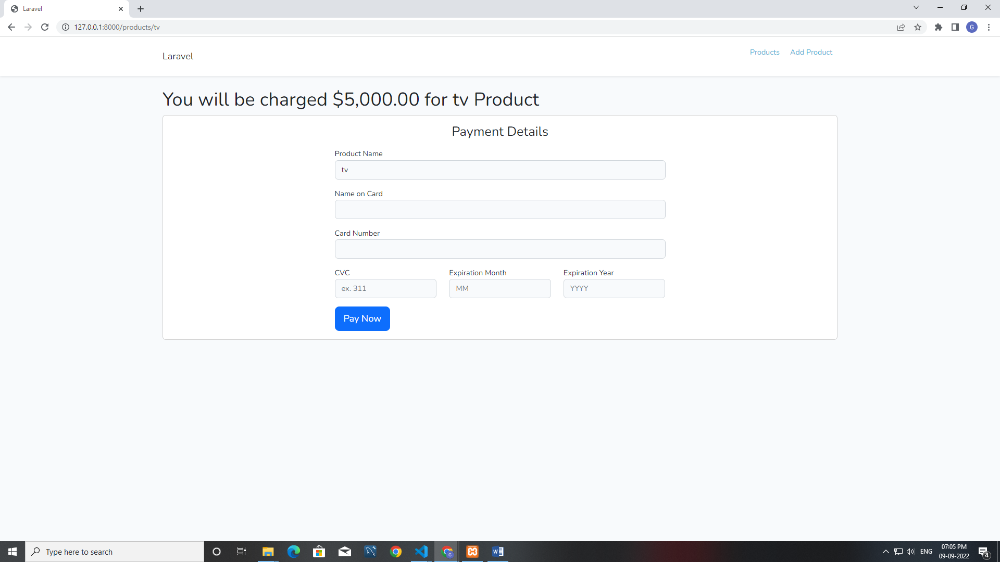 Laravel
127.0.0.1:8000/products/tv
G
Laravel
Products Add Product
You will be charged $5,000.00 for tv Product
Payment Details
Product Name
tv
Name on Card
Card Number
CVC Expiration Month Expiration Year
ex. 311 MM YYYY
Pay Now
Type here to search
G
W
ENG
07:05 PM
09-09-2022
4